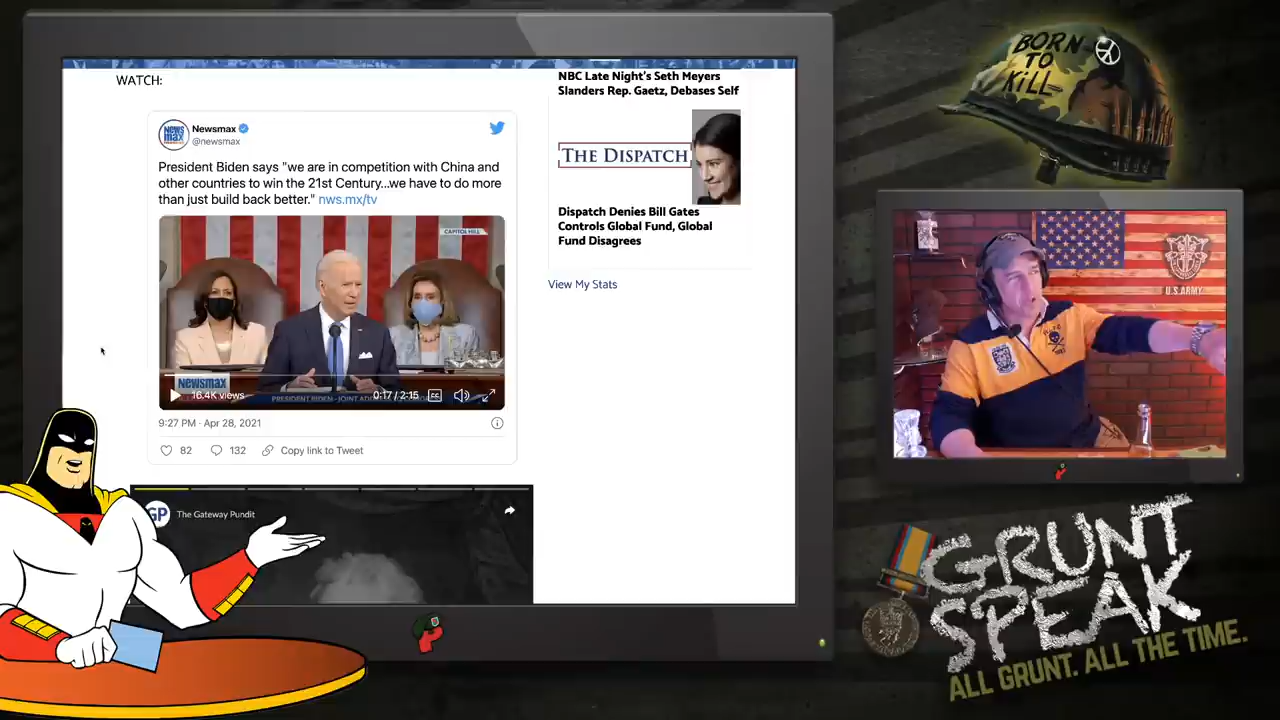 WATCH:
Newsmax
@newsmax
President Biden says "we are in competition with China and
other countries to win the 21st Century...we have to do more
than just build back better." nws.mx/tv
CAPITOL HILL
NEWSMAX
16.4K views
0:17 / 2:15
CC
9:27 PM · Apr 28, 2021
82
132
Copy link to Tweet
GP
The Gateway Pundit
NBC Late Night's Seth Meyers
Slanders Rep. Gaetz, Debases Self
THE DISPATCH
Dispatch Denies Bill Gates
Controls Global Fund, Global
Fund Disagrees
View My Stats
BORN
TO
KILL
U.S. ARMY
GRUNT
SPEAK
ALL GRUNT. ALL THE TIME.